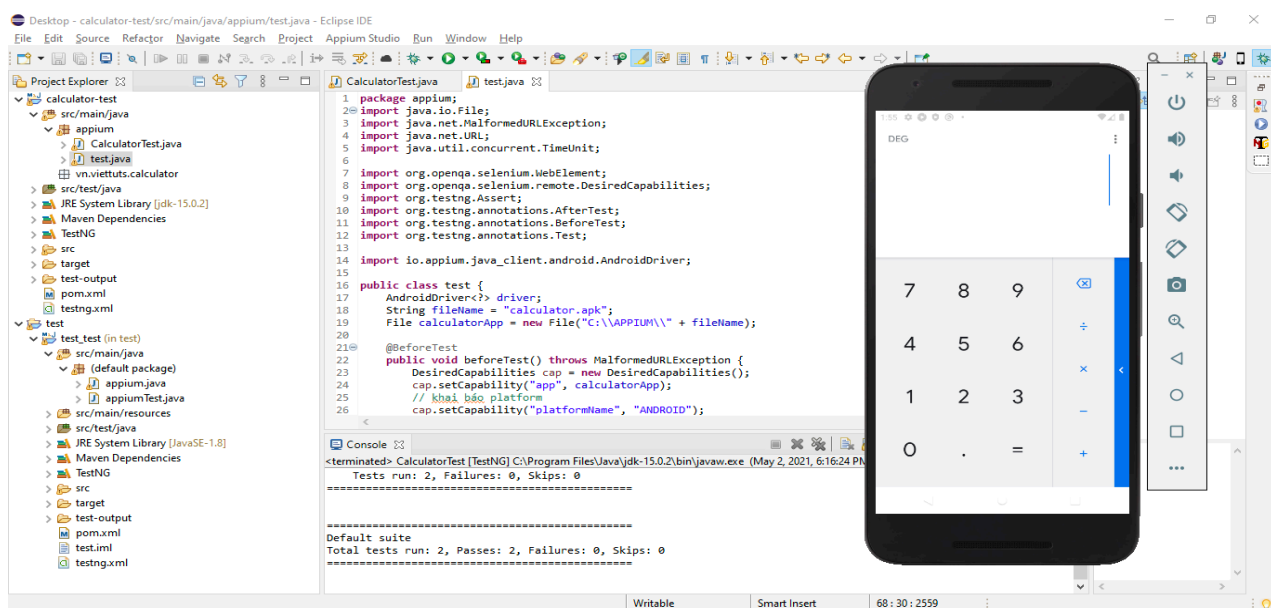 Desktop - calculator-test/src/main/java/appium/test.java - Eclipse IDE
File Edit Source Refactor Navigate Search Project Appium Studio Run Window Help
Project Explorer
calculator-test
src/main/java
appium
CalculatorTest.java
test.java
vn.viettuts.calculator
src/test/java
JRE System Library [jdk-15.0.2]
Maven Dependencies
TestNG
src
target
test-output
pom.xml
testng.xml
test
test_test (in test)
src/main/java
(default package)
appium.java
appiumTest.java
src/main/resources
src/test/java
JRE System Library [JavaSE-1.8]
Maven Dependencies
TestNG
src
target
test-output
pom.xml
test.iml
testng.xml
CalculatorTest.java test.java
1 package appium;
2 import java.io.File;
3 import java.net.MalformedURLException;
4 import java.net.URL;
5 import java.util.concurrent.TimeUnit;
6
7 import org.openqa.selenium.WebElement;
8 import org.openqa.selenium.remote.DesiredCapabilities;
9 import org.testng.Assert;
10 import org.testng.annotations.AfterTest;
11 import org.testng.annotations.BeforeTest;
12 import org.testng.annotations.Test;
13
14 import io.appium.java_client.android.AndroidDriver;
15
16 public class test {
17 AndroidDriver<?> driver;
18 String fileName = "calculator.apk";
19 File calculatorApp = new File("C:\\APPIUM\\" + fileName);
20
21 @BeforeTest
22 public void beforeTest() throws MalformedURLException {
23 DesiredCapabilities cap = new DesiredCapabilities();
24 cap.setCapability("app", calculatorApp);
25 // khai báo platform
26 cap.setCapability("platformName", "ANDROID");
Console
<terminated> CalculatorTest [TestNG] C:\Program Files\Java\jdk-15.0.2\bin\javaw.exe (May 2, 2021, 6:16:24 PM
Tests run: 2, Failures: 0, Skips: 0
===============================================
===============================================
Default suite
Total tests run: 2, Passes: 2, Failures: 0, Skips: 0
===============================================
1:55
DEG
7 8 9
÷
4 5 6
×
1 2 3
−
0 . =
+
Writable Smart Insert 68 : 30 : 2559